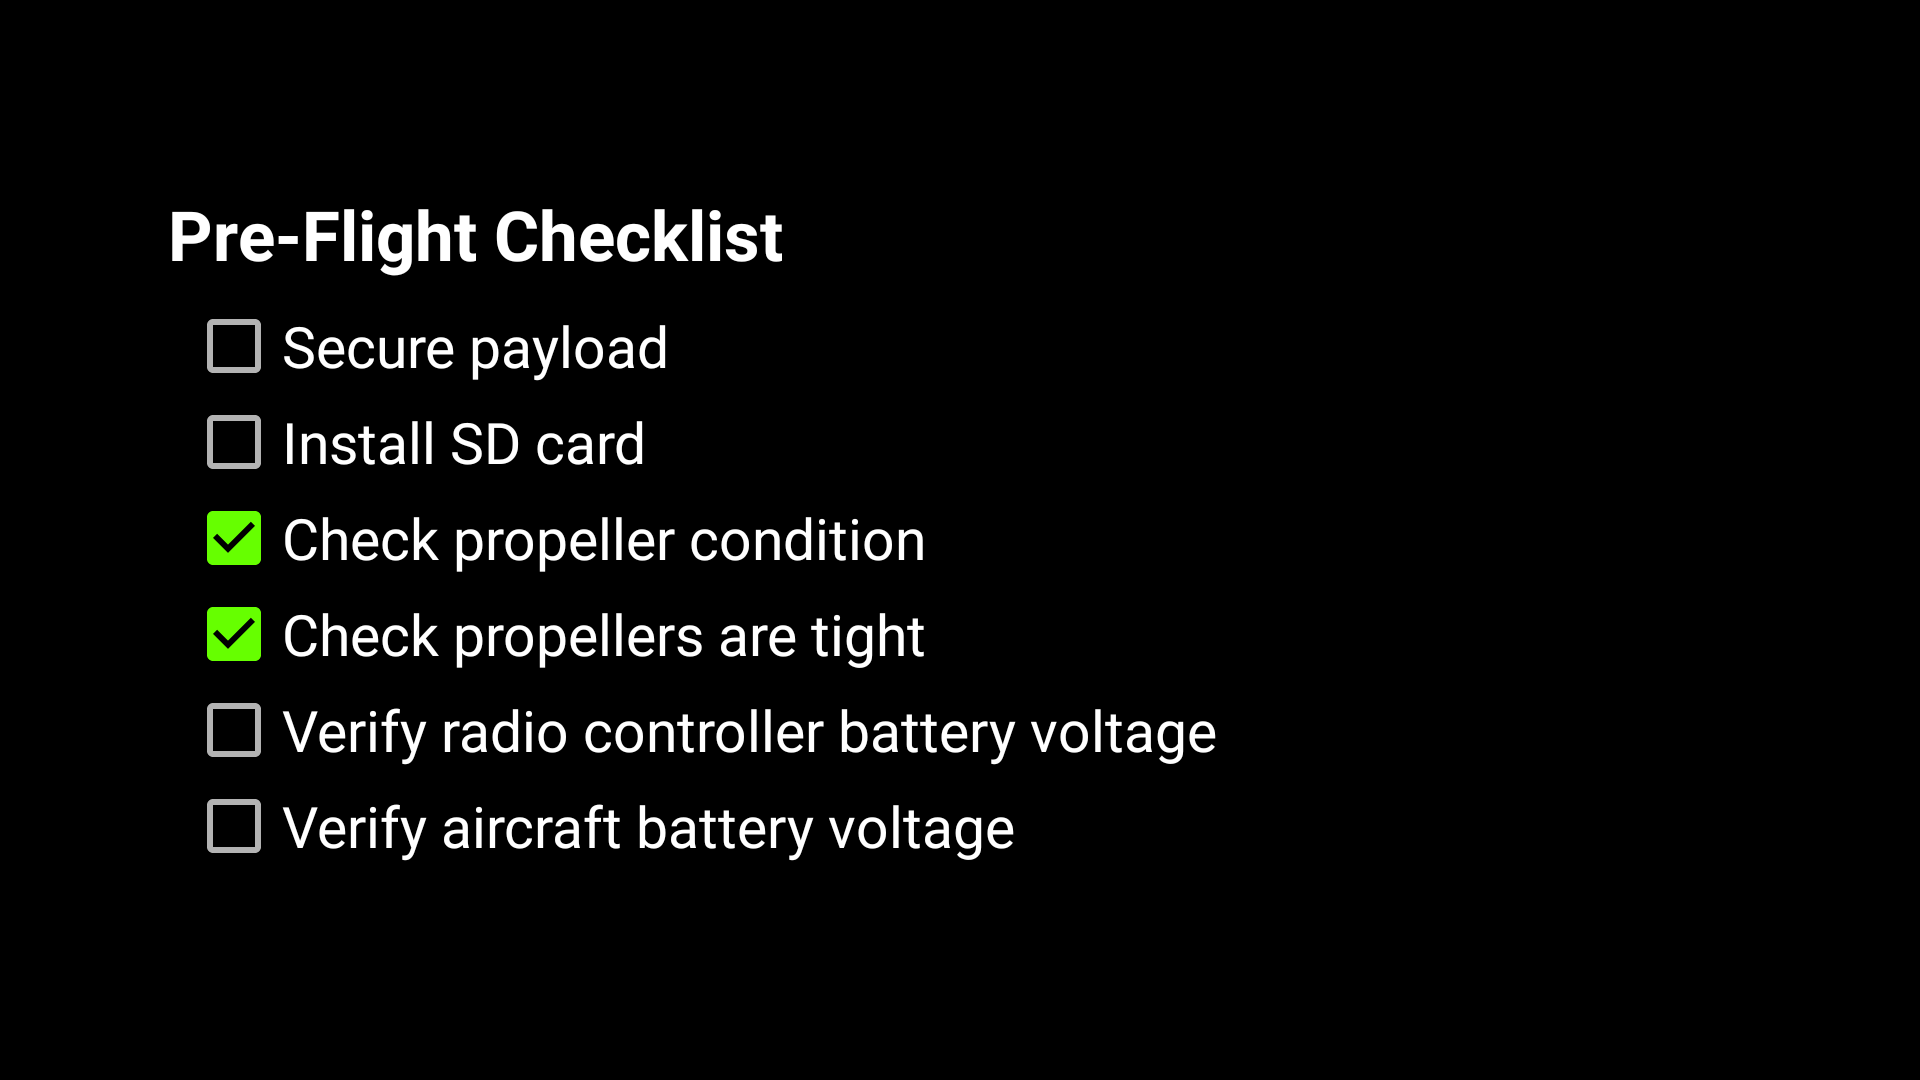 Pre-Flight Checklist
Secure payload
Install SD card
Check propeller condition
Check propellers are tight
Verify radio controller battery voltage
Verify aircraft battery voltage